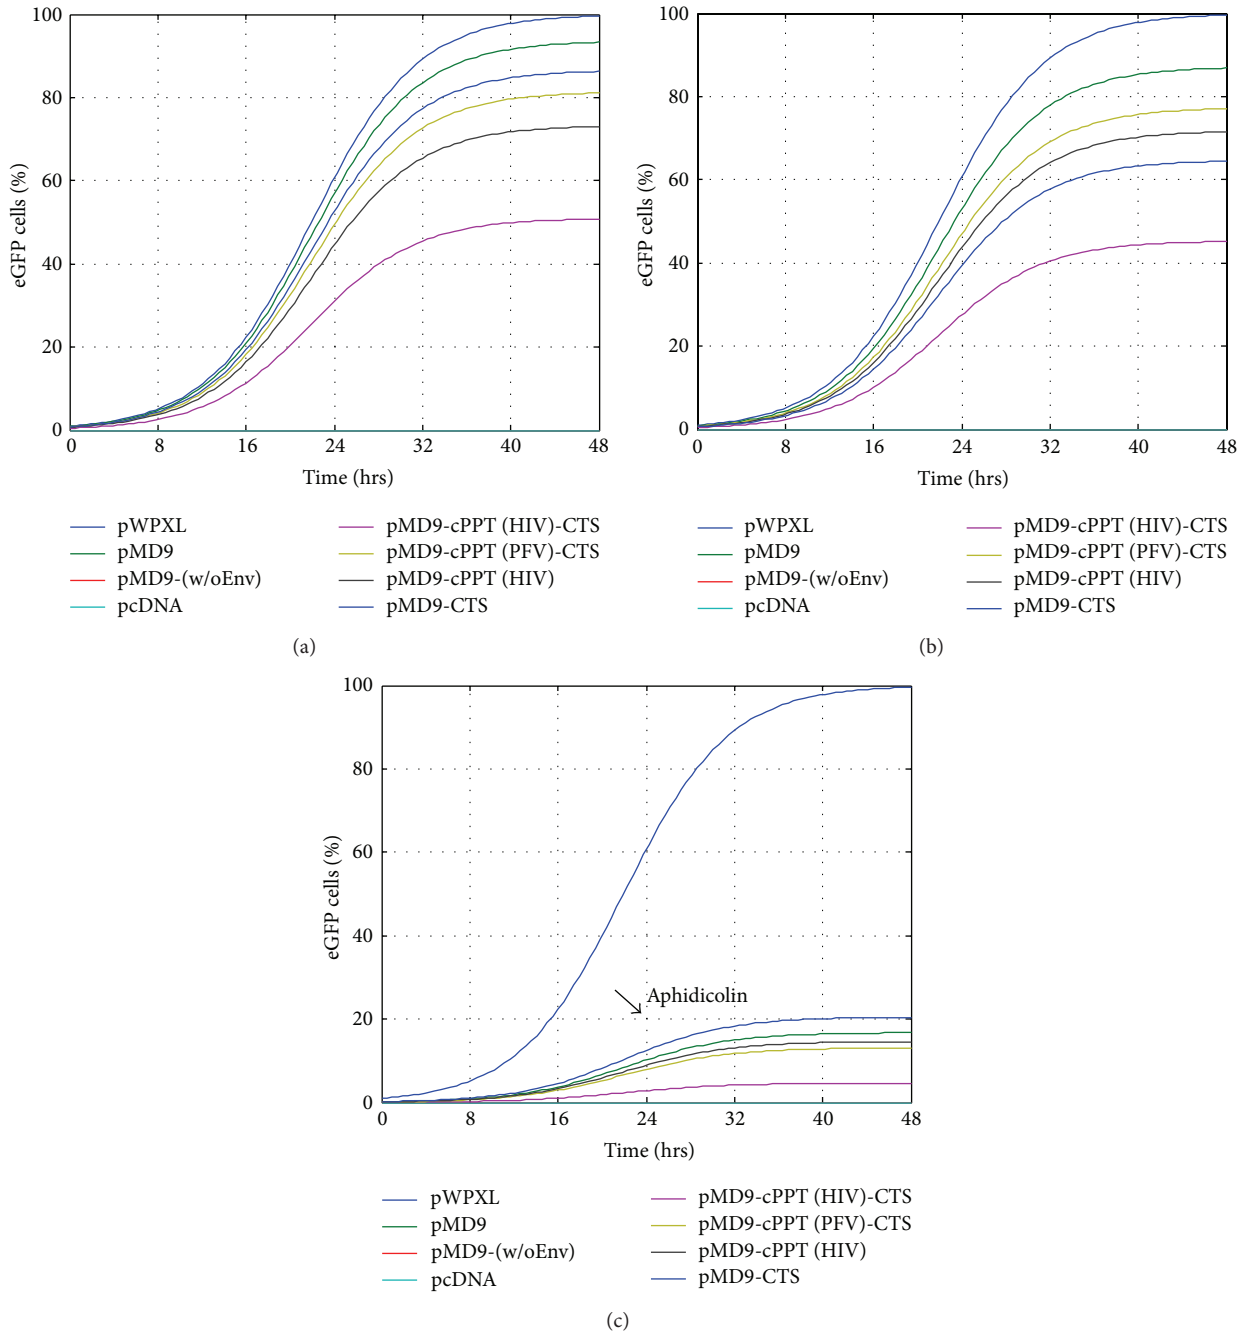 100
80
60
40
20
0
eGFP cells (%)
0 8 16 24 32 40 48
Time (hrs)
pWPXL
pMD9
pMD9-(w/oEnv)
pcDNA
pMD9-cPPT (HIV)-CTS
pMD9-cPPT (PFV)-CTS
pMD9-cPPT (HIV)
pMD9-CTS
(a)
100
80
60
40
20
0
eGFP cells (%)
0 8 16 24 32 40 48
Time (hrs)
pWPXL
pMD9
pMD9-(w/oEnv)
pcDNA
pMD9-cPPT (HIV)-CTS
pMD9-cPPT (PFV)-CTS
pMD9-cPPT (HIV)
pMD9-CTS
(b)
100
80
60
40
20
0
eGFP cells (%)
Aphidicolin
0 8 16 24 32 40 48
Time (hrs)
pWPXL
pMD9
pMD9-(w/oEnv)
pcDNA
pMD9-cPPT (HIV)-CTS
pMD9-cPPT (PFV)-CTS
pMD9-cPPT (HIV)
pMD9-CTS
(c)